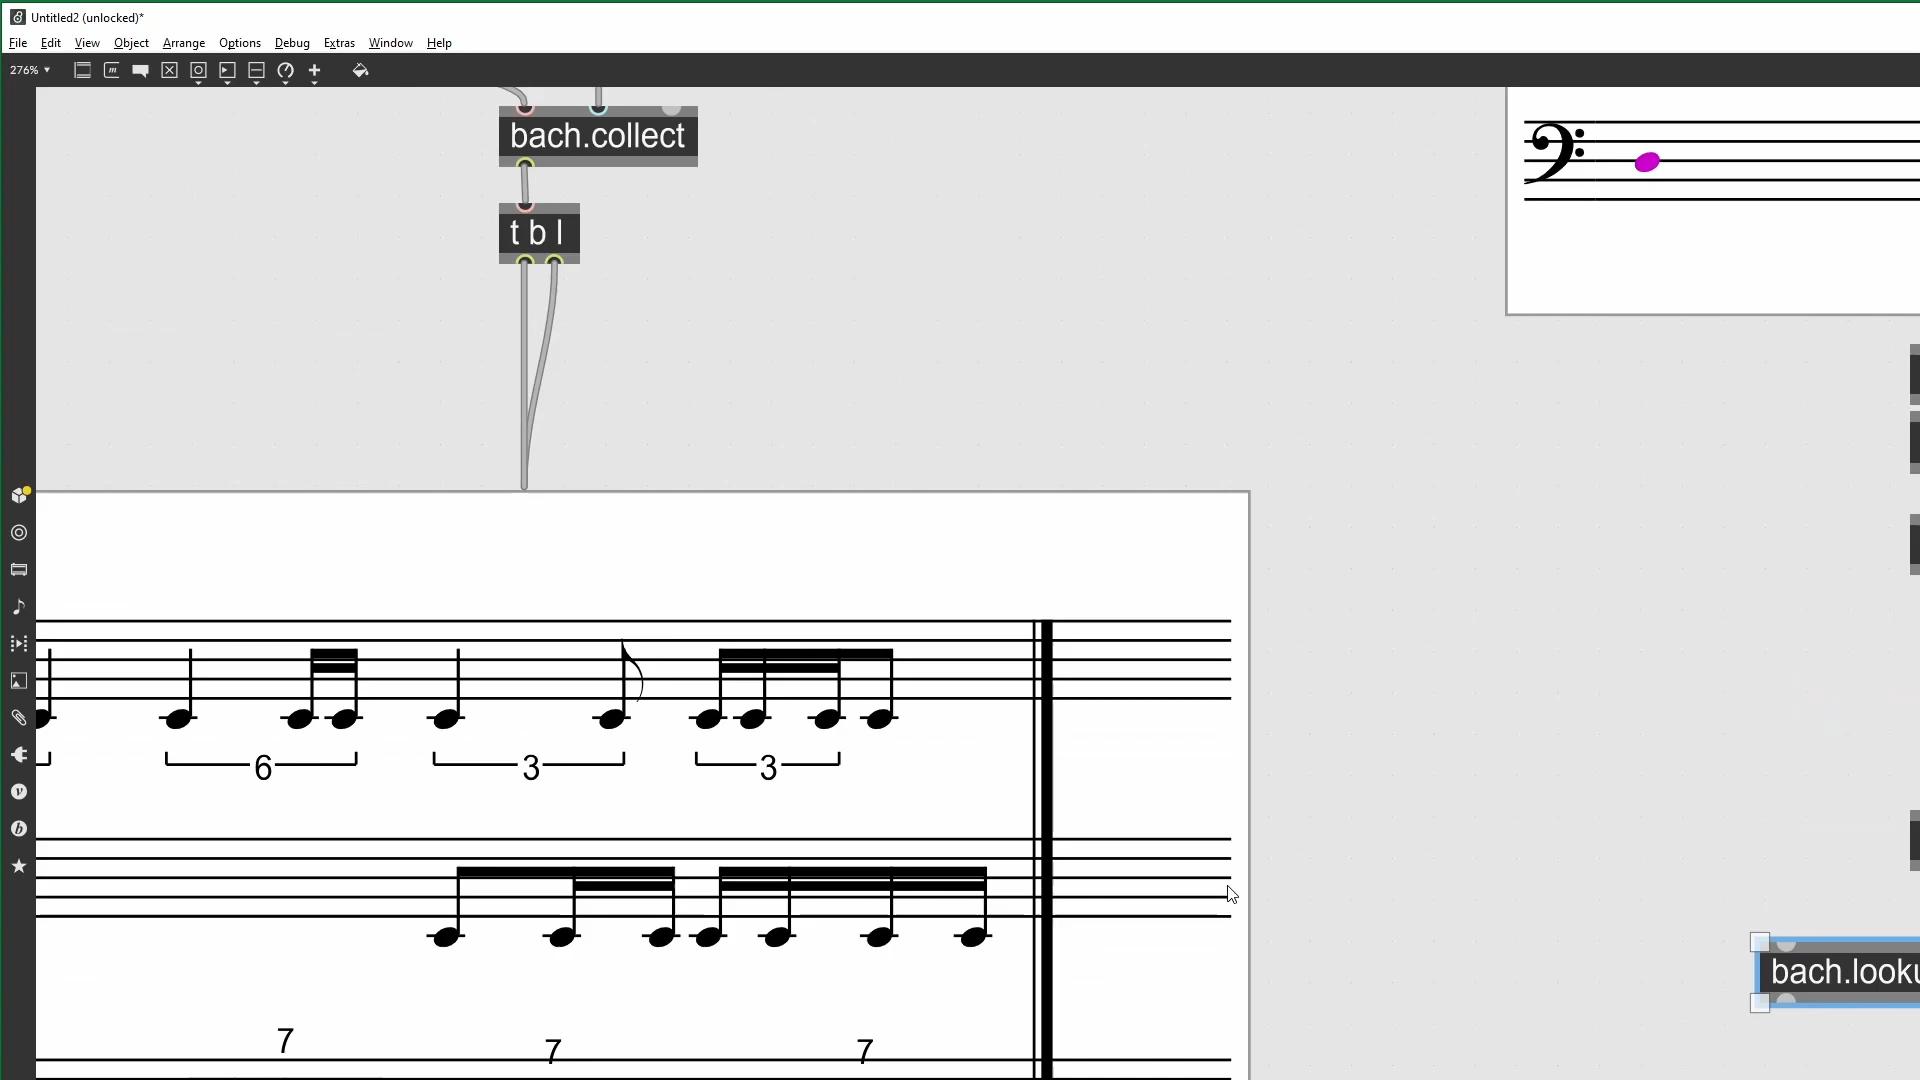 Untitled2 (unlocked)*
File Edit View Object Arrange Options Debug Extras Window Help
276%
bach.collect
t b l
6 3 3
7 7 7
bach.looku